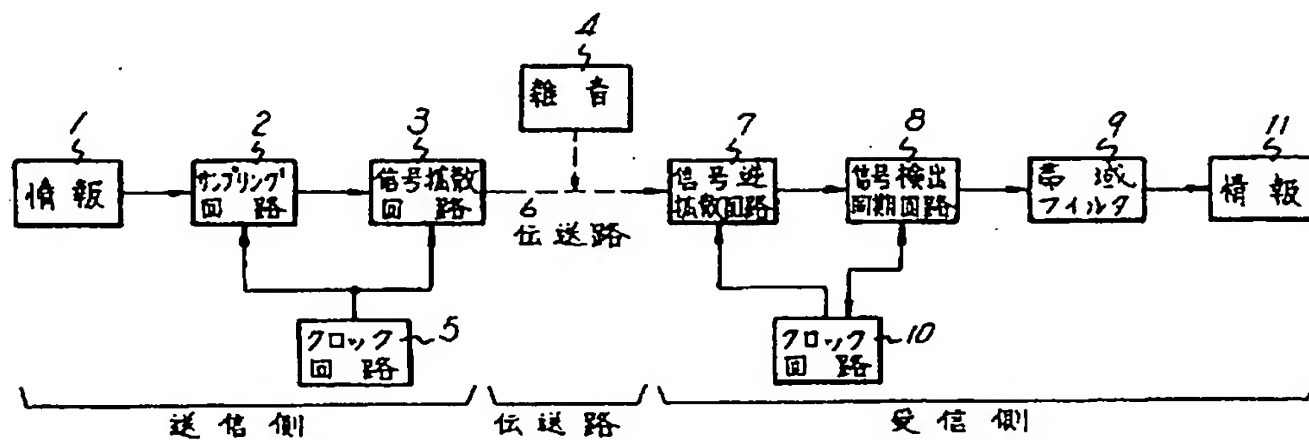 4
雑音
1
2
3
7
8
9
11
情報
サンプリング
回路
信号拡散
回路
信号逆
拡散回路
信号検出
同期回路
帯域
フィルタ
情報
6
伝送路
クロック
回路
5
クロック
回路
10
送信側
伝送路
受信側